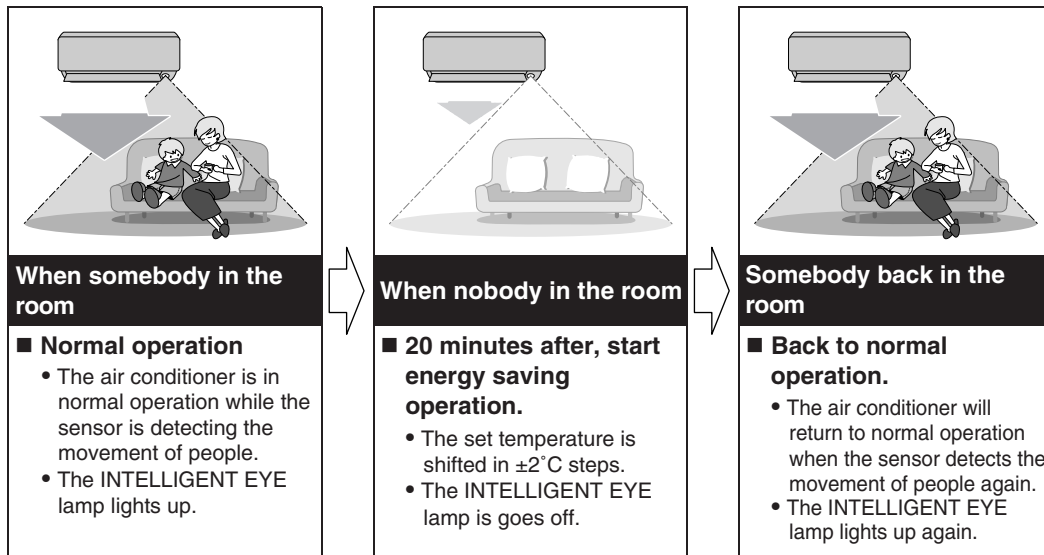 When somebody in the
room
■ Normal operation
• The air conditioner is in
normal operation while the
sensor is detecting the
movement of people.
• The INTELLIGENT EYE
lamp lights up.
When nobody in the room
■ 20 minutes after, start
energy saving
operation.
• The set temperature is
shifted in ±2˚C steps.
• The INTELLIGENT EYE
lamp is goes off.
Somebody back in the
room
■ Back to normal
operation.
• The air conditioner will
return to normal operation
when the sensor detects the
movement of people again.
• The INTELLIGENT EYE
lamp lights up again.